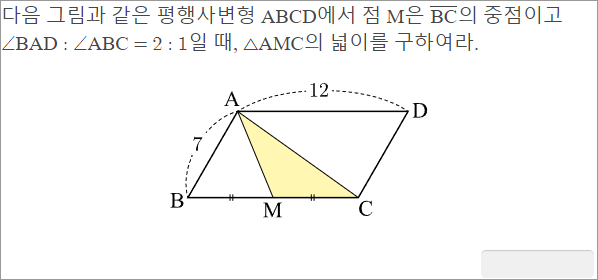 다음 그림과 같은 평행사변형 ABCD에서 점 M은 B̅C̅의 중점이고
∠BAD : ∠ABC = 2 : 1일 때, △AMC의 넓이를 구하여라.
12
A
D
7
B
M
C